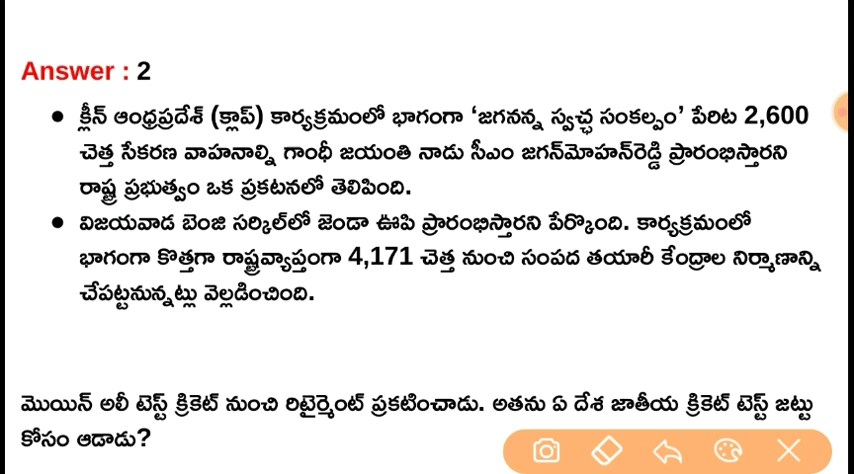 Answer : 2
• క్లీన్ ఆంధ్రప్రదేశ్ (క్లాప్) కార్యక్రమంలో భాగంగా ‘జగనన్న స్వచ్ఛ సంకల్పం’ పేరిట 2,600
చెత్త సేకరణ వాహనాల్ని గాంధీ జయంతి నాడు సీఎం జగన్‌మోహన్‌రెడ్డి ప్రారంభిస్తారని
రాష్ట్ర ప్రభుత్వం ఒక ప్రకటనలో తెలిపింది.
• విజయవాడ బెంజి సర్కిల్‌లో జెండా ఊపి ప్రారంభిస్తారని పేర్కొంది. కార్యక్రమంలో
భాగంగా కొత్తగా రాష్ట్రవ్యాప్తంగా 4,171 చెత్త నుంచి సంపద తయారీ కేంద్రాల నిర్మాణాన్ని
చేపట్టనున్నట్లు వెల్లడించింది.
మొయిన్ అలీ టెస్ట్ క్రికెట్ నుంచి రిటైర్మెంట్ ప్రకటించాడు. అతను ఏ దేశ జాతీయ క్రికెట్ టెస్ట్ జట్టు
కోసం ఆడాడు?